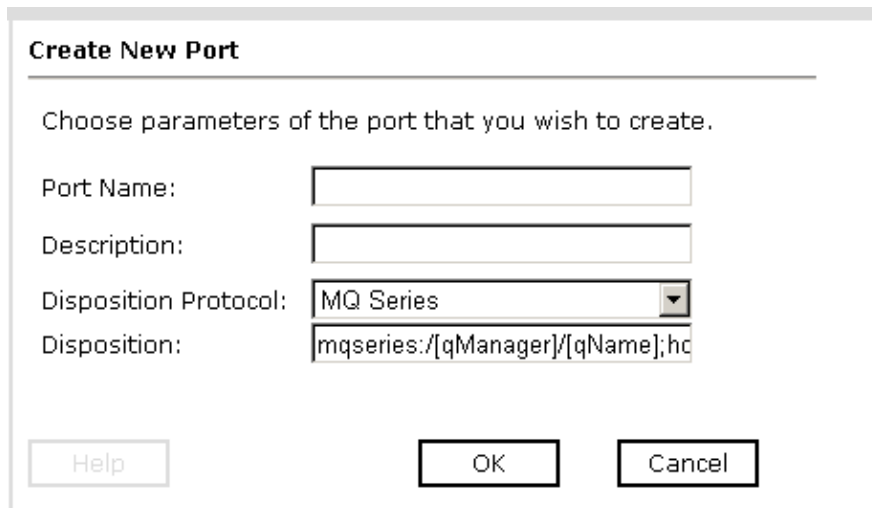 Create New Port
Choose parameters of the port that you wish to create.
Port Name:
Description:
Disposition Protocol: MQ Series
Disposition: mqseries:/[qManager]/[qName];hc
Help OK Cancel